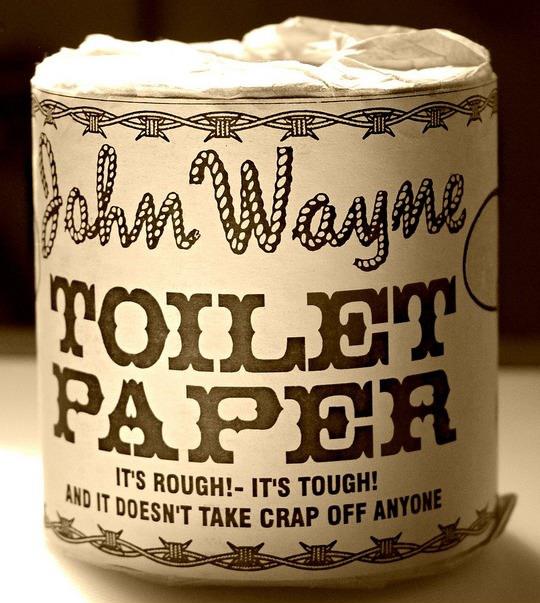 John Wayne
TOILET
PAPER
IT'S ROUGH!- IT'S TOUGH!
AND IT DOESN'T TAKE CRAP OFF ANYONE